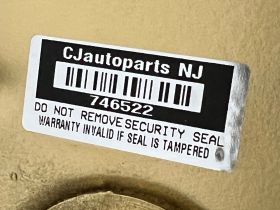 CJautoparts NJ
746522
DO NOT REMOVE SECURITY SEAL
WARRANTY INVALID IF SEAL IS TAMPERED